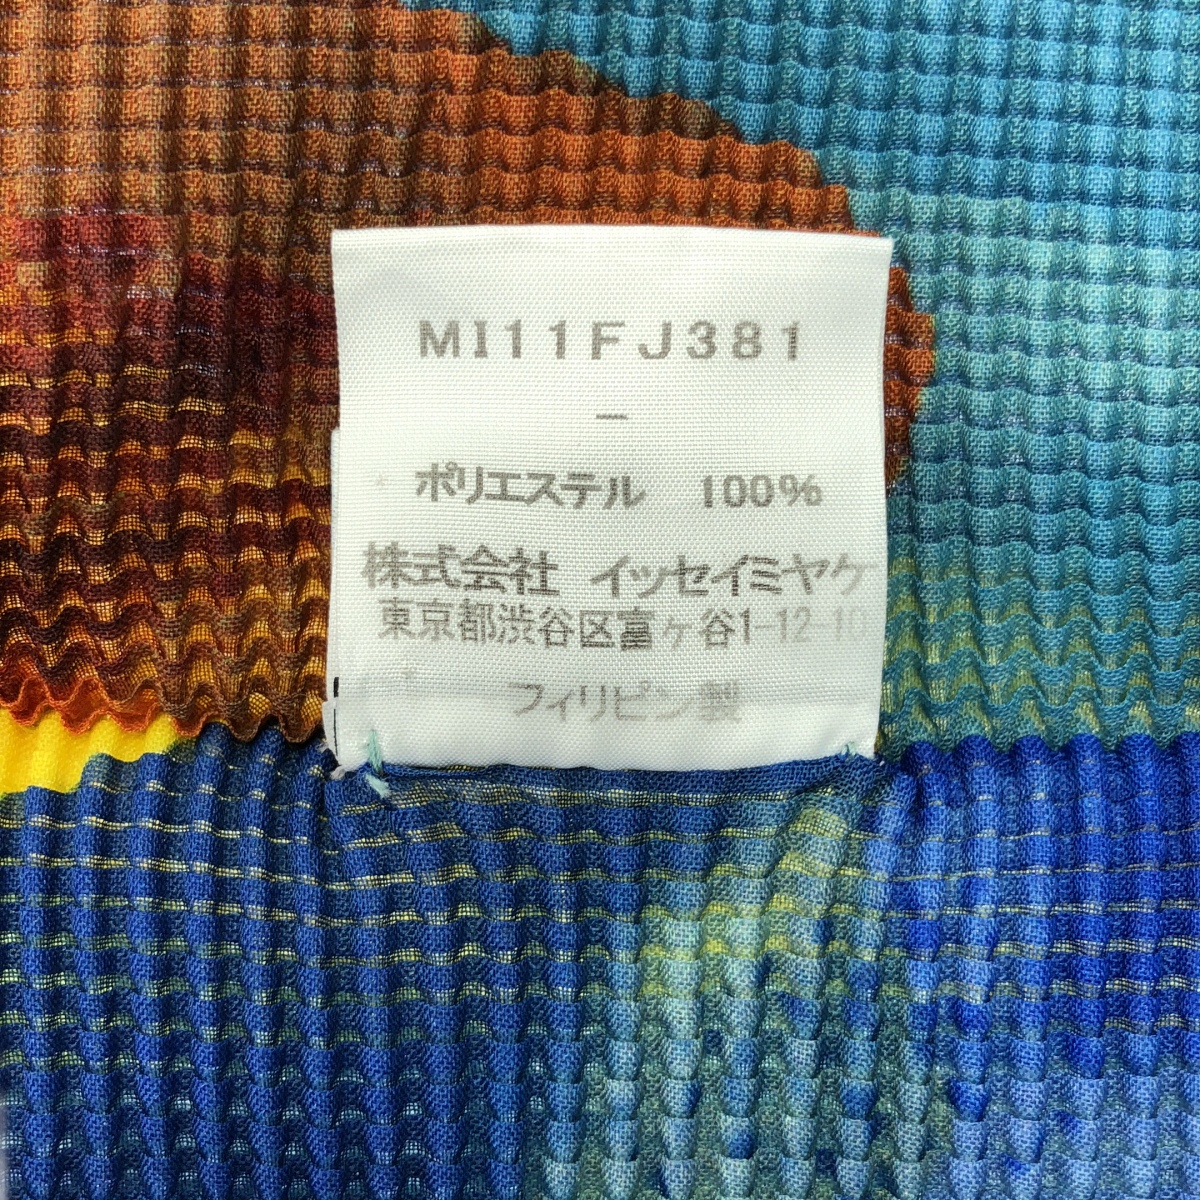 MI11FJ381
—
ポリエステル 100%
株式会社 イッセイミヤケ
東京都渋谷区富ヶ谷1-12-10
フィリピン製